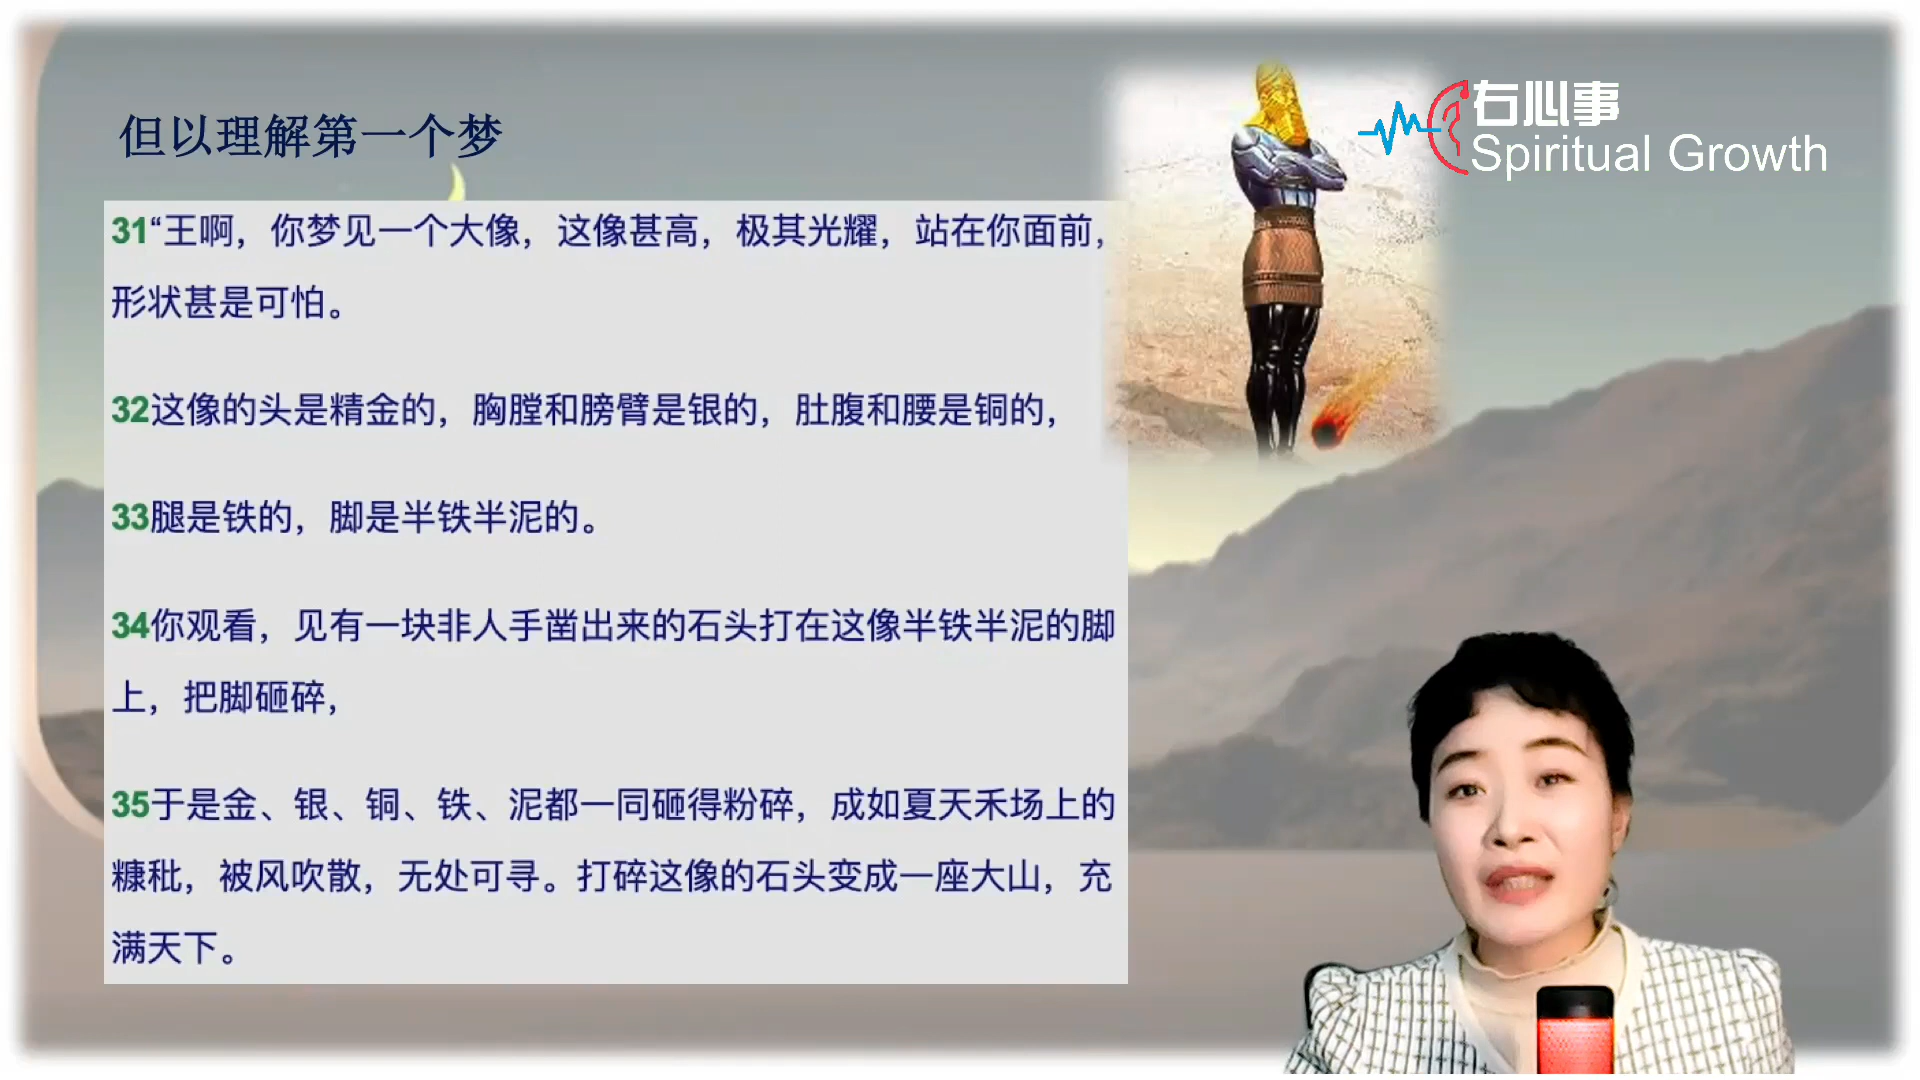 但以理解第一个梦
右心事
Spiritual Growth
31“王啊，你梦见一个大像，这像甚高，极其光耀，站在你面前，
形状甚是可怕。
32这像的头是精金的，胸膛和膀臂是银的，肚腹和腰是铜的，
33腿是铁的，脚是半铁半泥的。
34你观看，见有一块非人手凿出来的石头打在这像半铁半泥的脚
上，把脚砸碎，
35于是金、银、铜、铁、泥都一同砸得粉碎，成如夏天禾场上的
糠秕，被风吹散，无处可寻。打碎这像的石头变成一座大山，充
满天下。